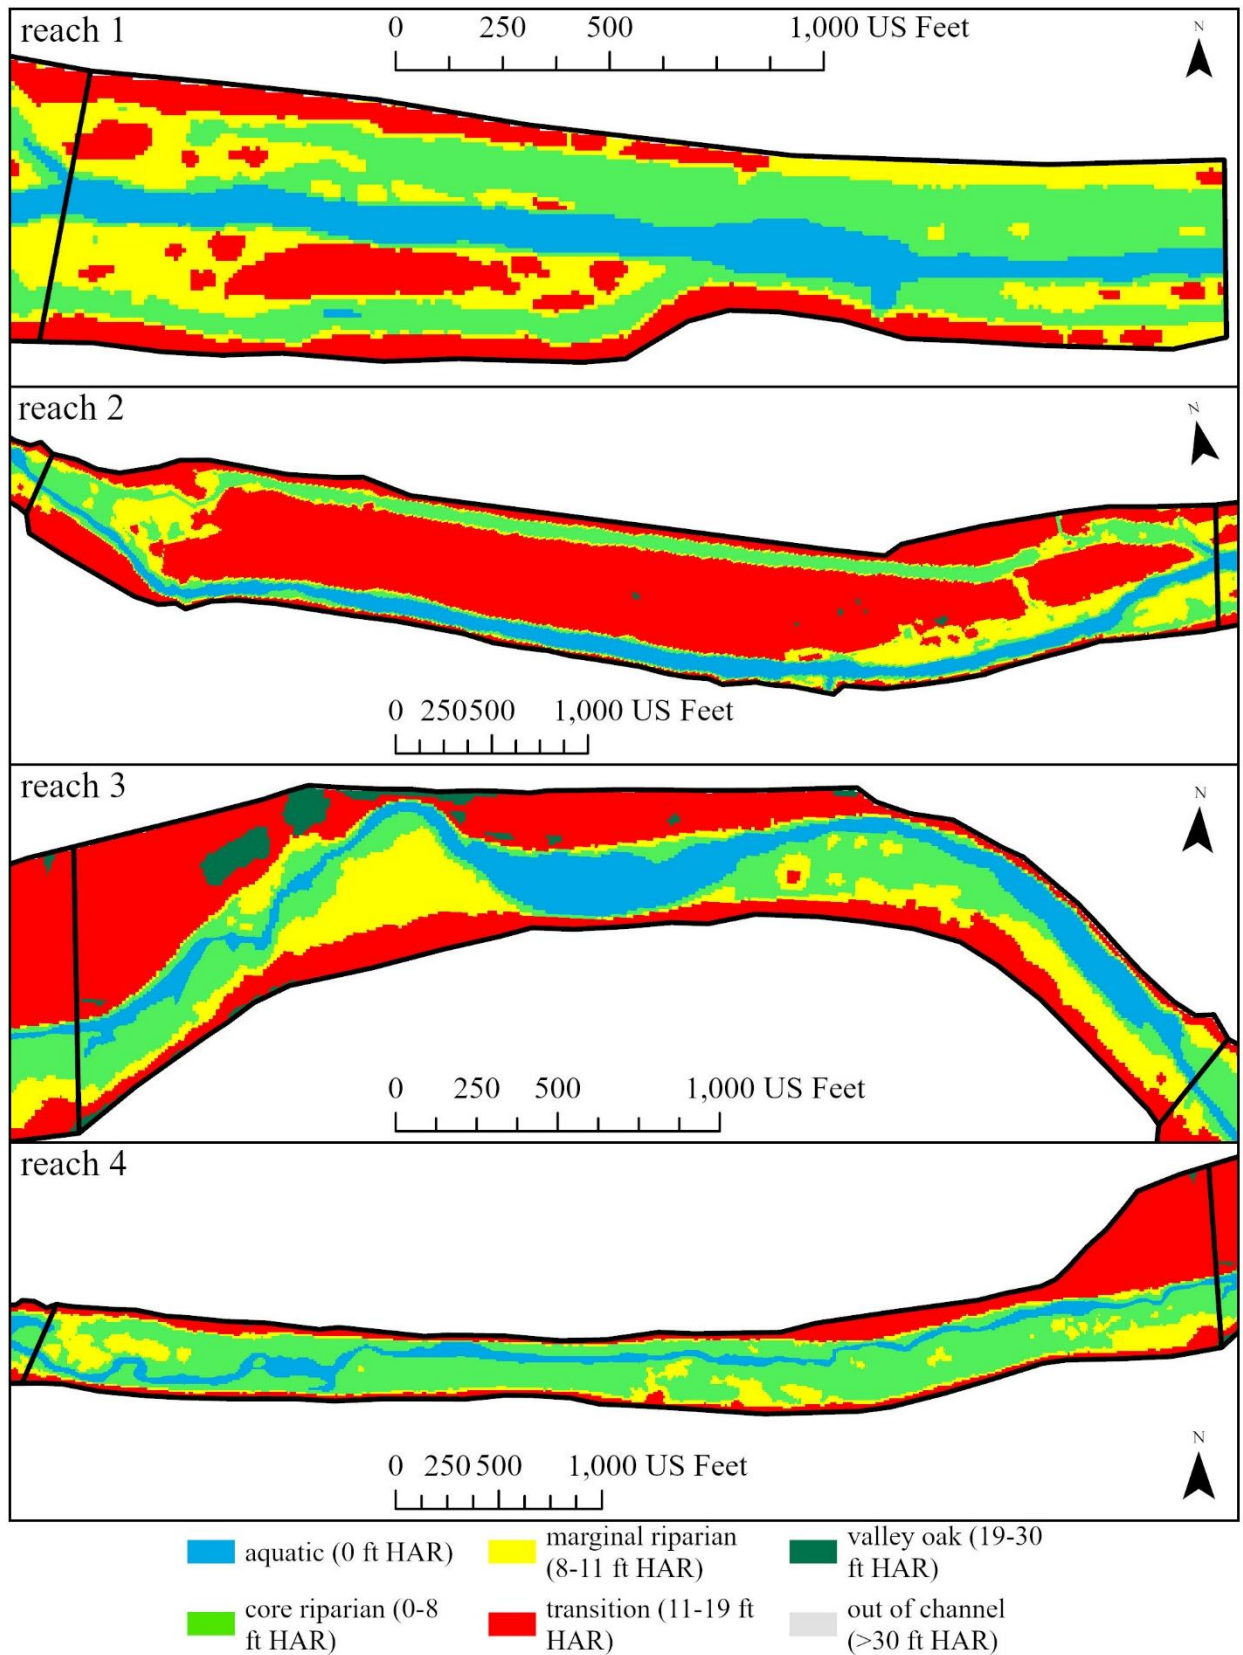 reach 1
0 250 500 1,000 US Feet
N
reach 2
N
0 250500 1,000 US Feet
reach 3
N
0 250 500 1,000 US Feet
reach 4
N
0 250 500 1,000 US Feet
aquatic (0 ft HAR)
marginal riparian
(8-11 ft HAR)
valley oak (19-30
ft HAR)
core riparian (0-8
ft HAR)
transition (11-19 ft
HAR)
out of channel
(>30 ft HAR)